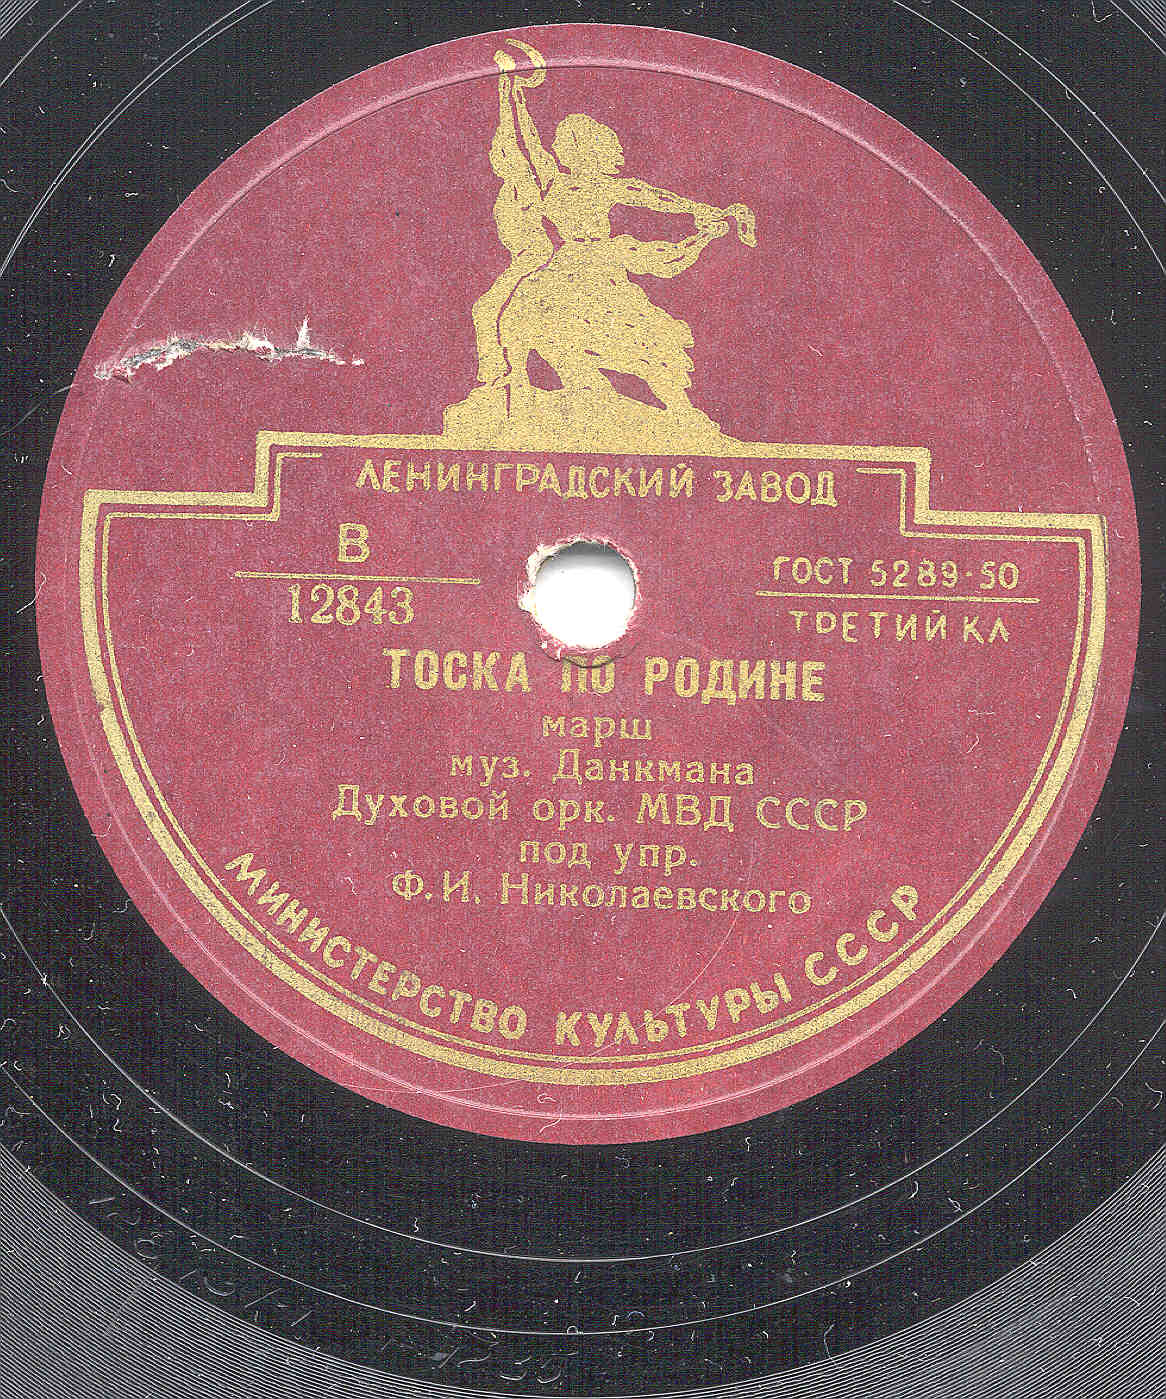 ЛЕНИНГРАДСКИЙ ЗАВОД
В
12843
ГОСТ 5289-50
ТРЕТИЙ КЛ
ТОСКА ПО РОДИНЕ
марш
муз. Данкмана
Духовой орк. МВД СССР
под упр.
Ф. И. Николаевского
МИНИСТЕРСТВО КУЛЬТУРЫ СССР